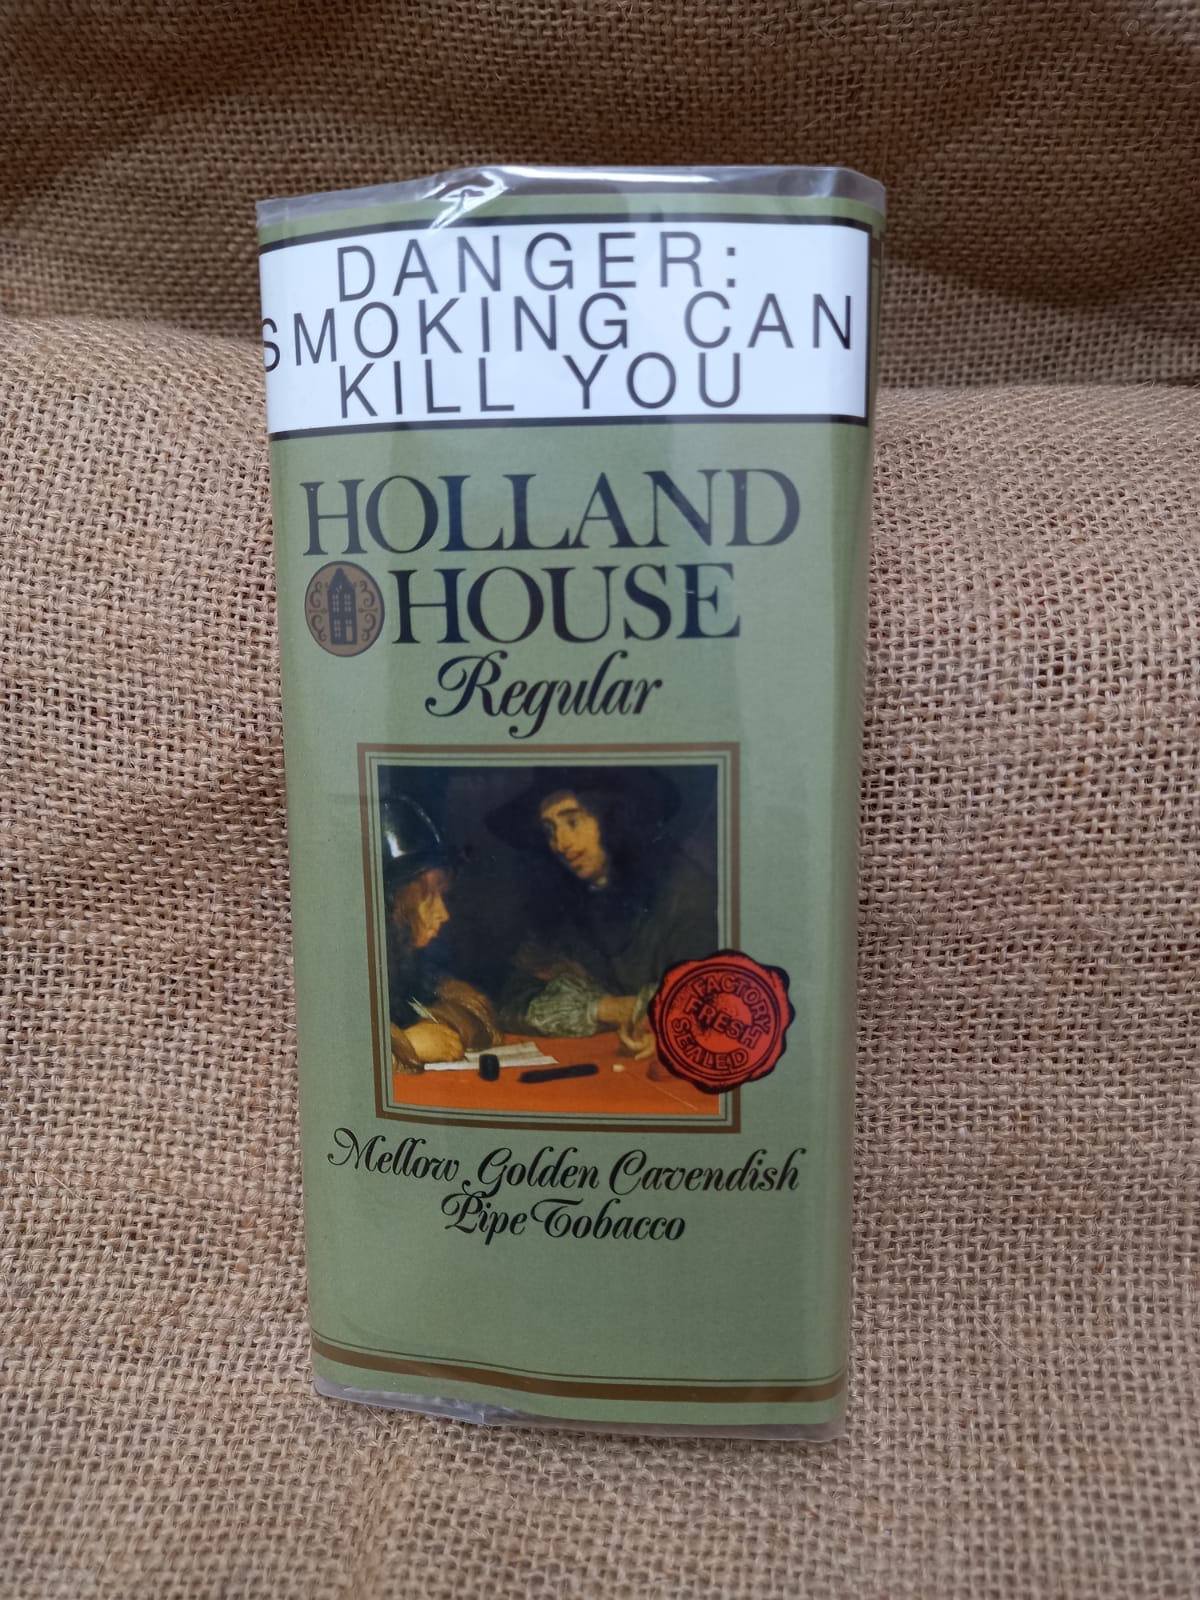 DANGER:
SMOKING CAN
KILL YOU
HOLLAND
HOUSE
Regular
FACTORY
FRESH
SEALED
Mellow Golden Cavendish
Pipe Tobacco